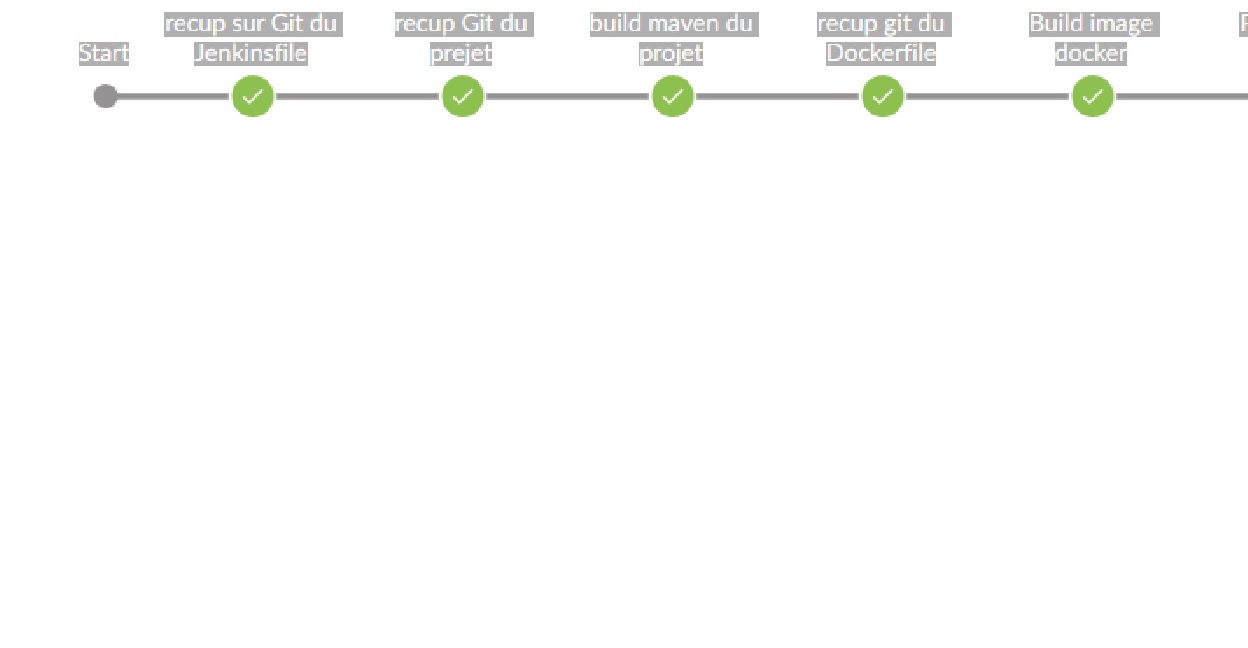 Start
recup sur Git du
Jenkinsfile
recup Git du
prejet
build maven du
projet
recup git du
Dockerfile
Build image
docker